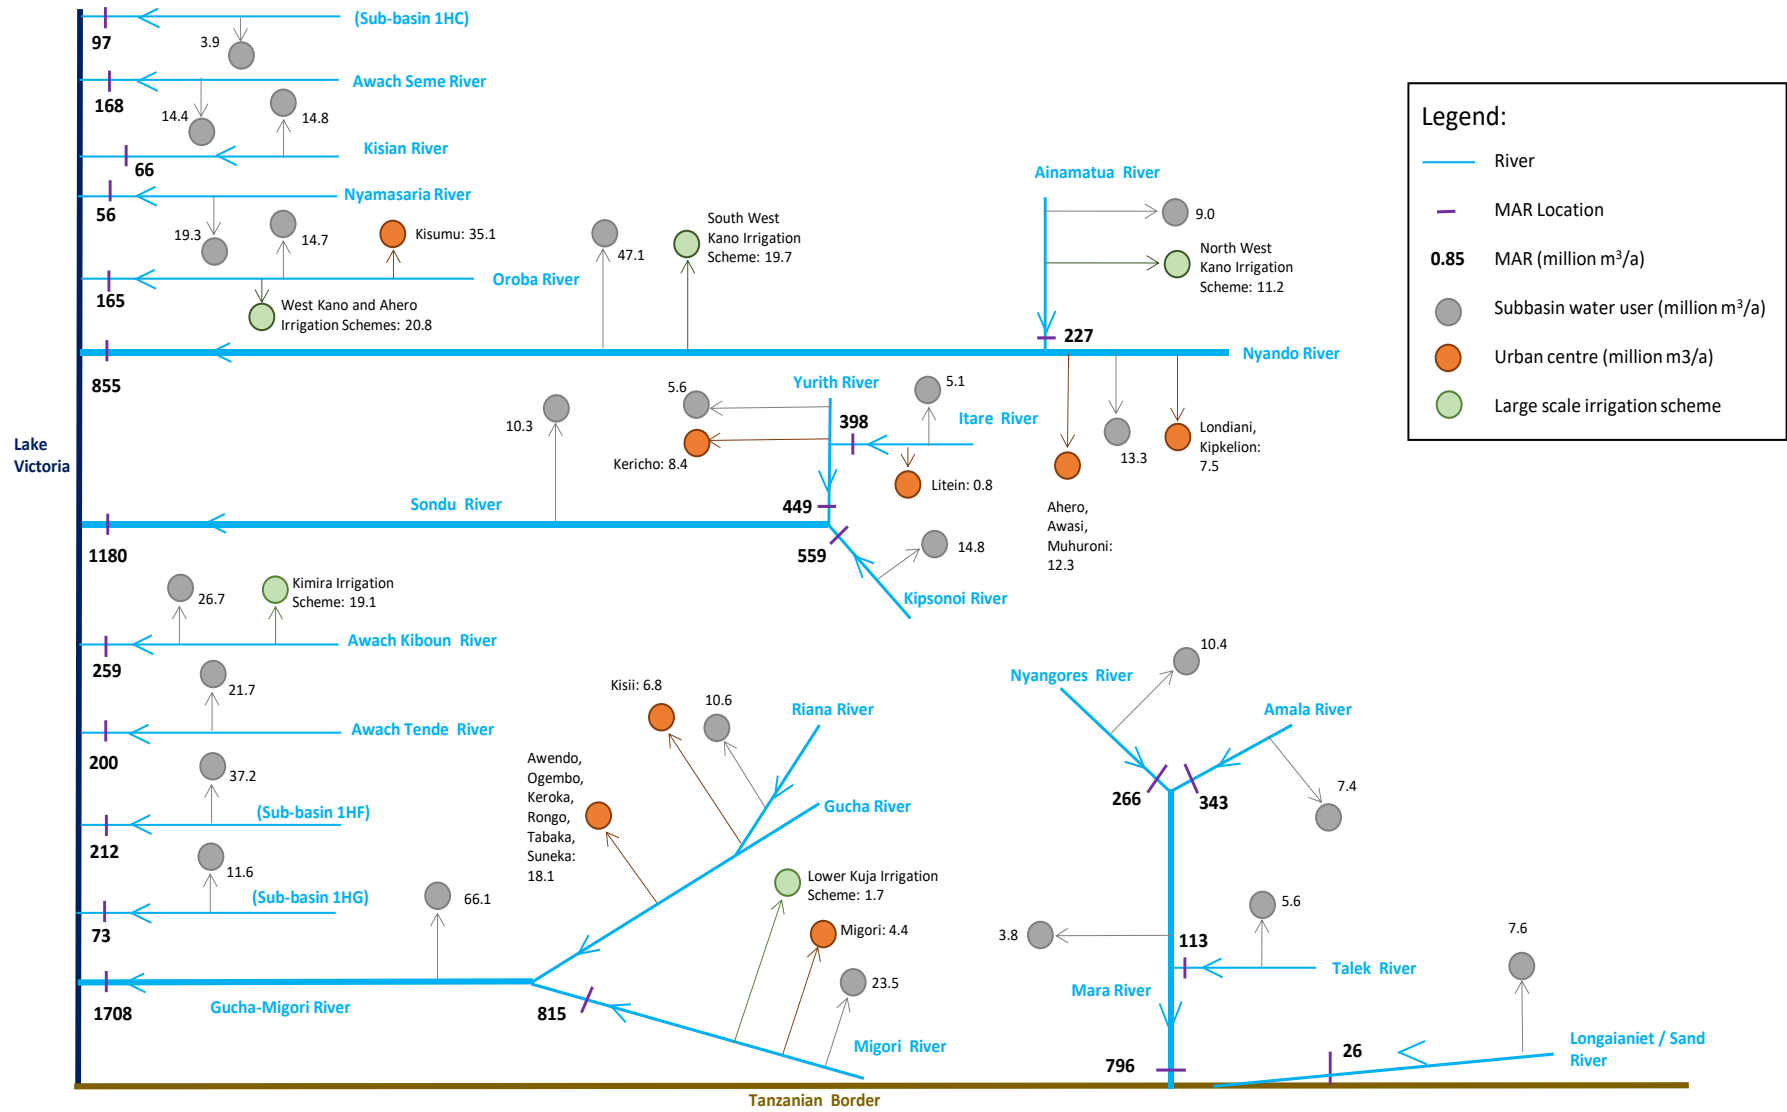 (Sub-basin 1HC)
97
3.9
Awach Seme River
168
14.4
14.8
Kisian River
66
Nyamasaria River
56
19.3
14.7
Kisumu: 35.1
Oroba River
165
West Kano and Ahero
Irrigation Schemes: 20.8
47.1
South West
Kano Irrigation
Scheme: 19.7
Ainamatua River
9.0
North West
Kano Irrigation
Scheme: 11.2
227
Nyando River
855
Ahero,
Awasi,
Muhuroni:
12.3
13.3
Londiani,
Kipkelion:
7.5
Legend:
River
MAR Location
0.85
MAR (million m³/a)
Subbasin water user (million m³/a)
Urban centre (million m3/a)
Large scale irrigation scheme
Lake
Victoria
Yurith River
5.6
398
5.1
Itare River
Kericho: 8.4
Litein: 0.8
10.3
Sondu River
449
1180
559
14.8
Kipsonoi River
26.7
Kimira Irrigation
Scheme: 19.1
Awach Kiboun River
259
21.7
Awach Tende River
200
37.2
(Sub-basin 1HF)
212
11.6
(Sub-basin 1HG)
73
66.1
Gucha-Migori River
1708
Kisii: 6.8
10.6
Riana River
Awendo,
Ogembo,
Keroka,
Rongo,
Tabaka,
Suneka:
18.1
Gucha River
Lower Kuja Irrigation
Scheme: 1.7
Migori: 4.4
23.5
815
Migori River
Nyangores River
10.4
Amala River
266
343
7.4
3.8
113
5.6
Talek River
Mara River
7.6
796
26
Longaianiet / Sand
River
Tanzanian Border